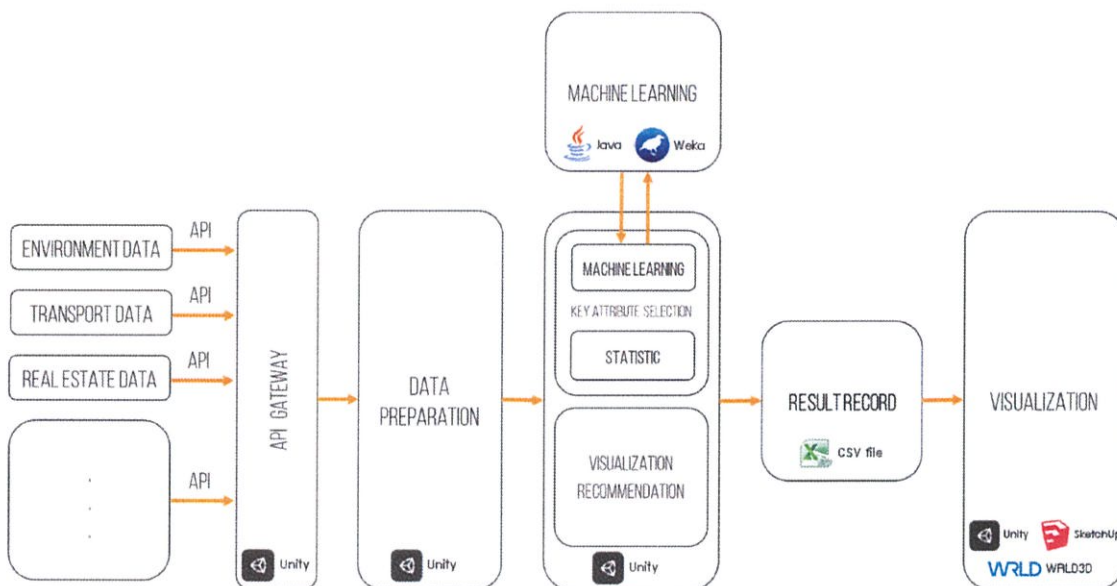 MACHINE LEARNING
Java
Weka
API
ENVIRONMENT DATA
API
TRANSPORT DATA
API
REAL ESTATE DATA
API
.
.
.
API GATEWAY
Unity
DATA
PREPARATION
Unity
MACHINE LEARNING
KEY ATTRIBUTE SELECTION
STATISTIC
VISUALIZATION
RECOMMENDATION
Unity
RESULT RECORD
CSV file
VISUALIZATION
Unity
SketchUp
WRLD WRLD3D